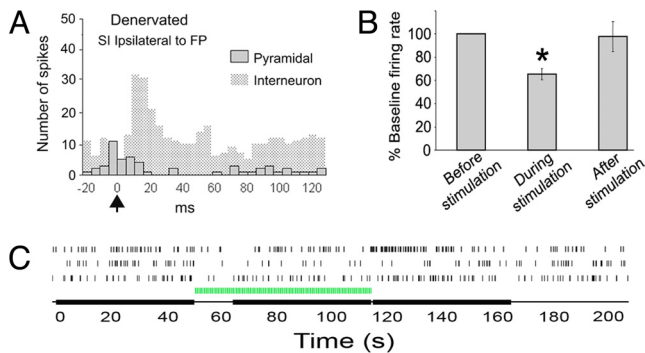 A
Denervated
SI Ipsilateral to FP
Pyramidal
Interneuron
Number of spikes
50
40
30
20
10
0
-20 0 20 40 60 80 100 120
ms
B
% Baseline firing rate
120
100
80
60
40
20
0
*
Before stimulation
During stimulation
After stimulation
C
0 20 40 60 80 100 120 140 160 200
Time (s)